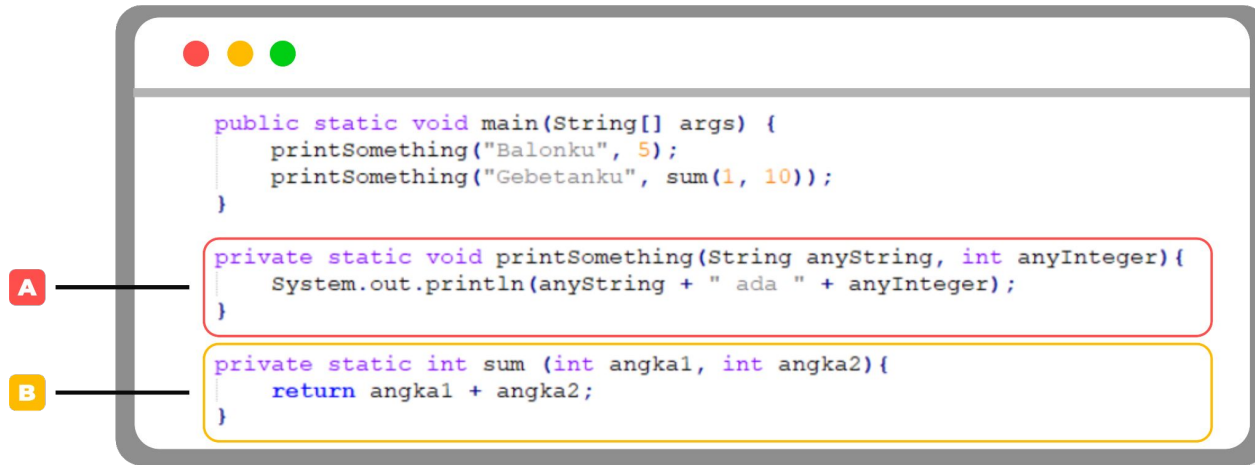 public static void main(String[] args) {
printSomething("Balonku", 5);
printSomething("Gebetanku", sum(1, 10));
}
private static void printSomething(String anyString, int anyInteger){
A
System.out.println(anyString + " ada " + anyInteger);
}
private static int sum (int angka1, int angka2){
B
return angka1 + angka2;
}